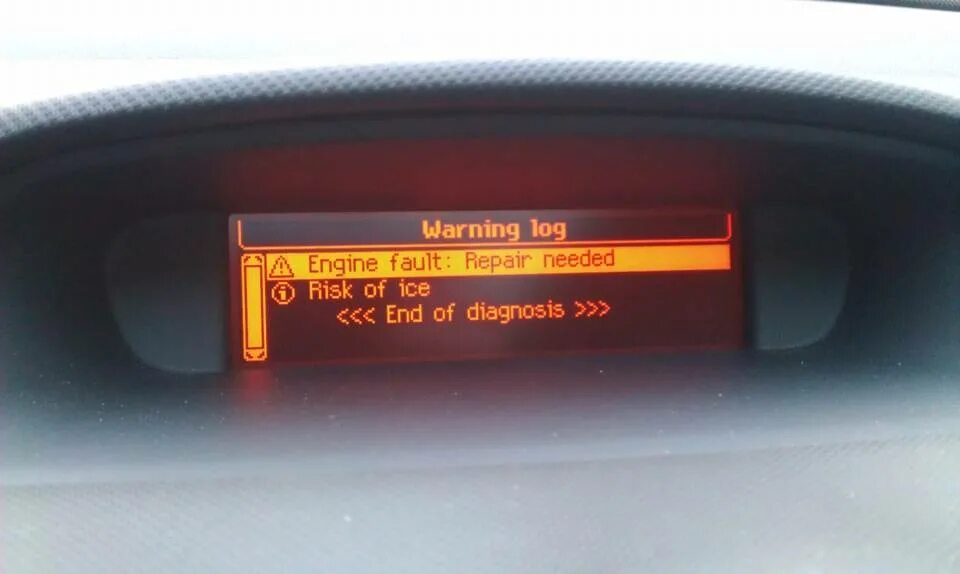 Warning log
Engine fault: Repair needed
Risk of ice
<<< End of diagnosis >>>